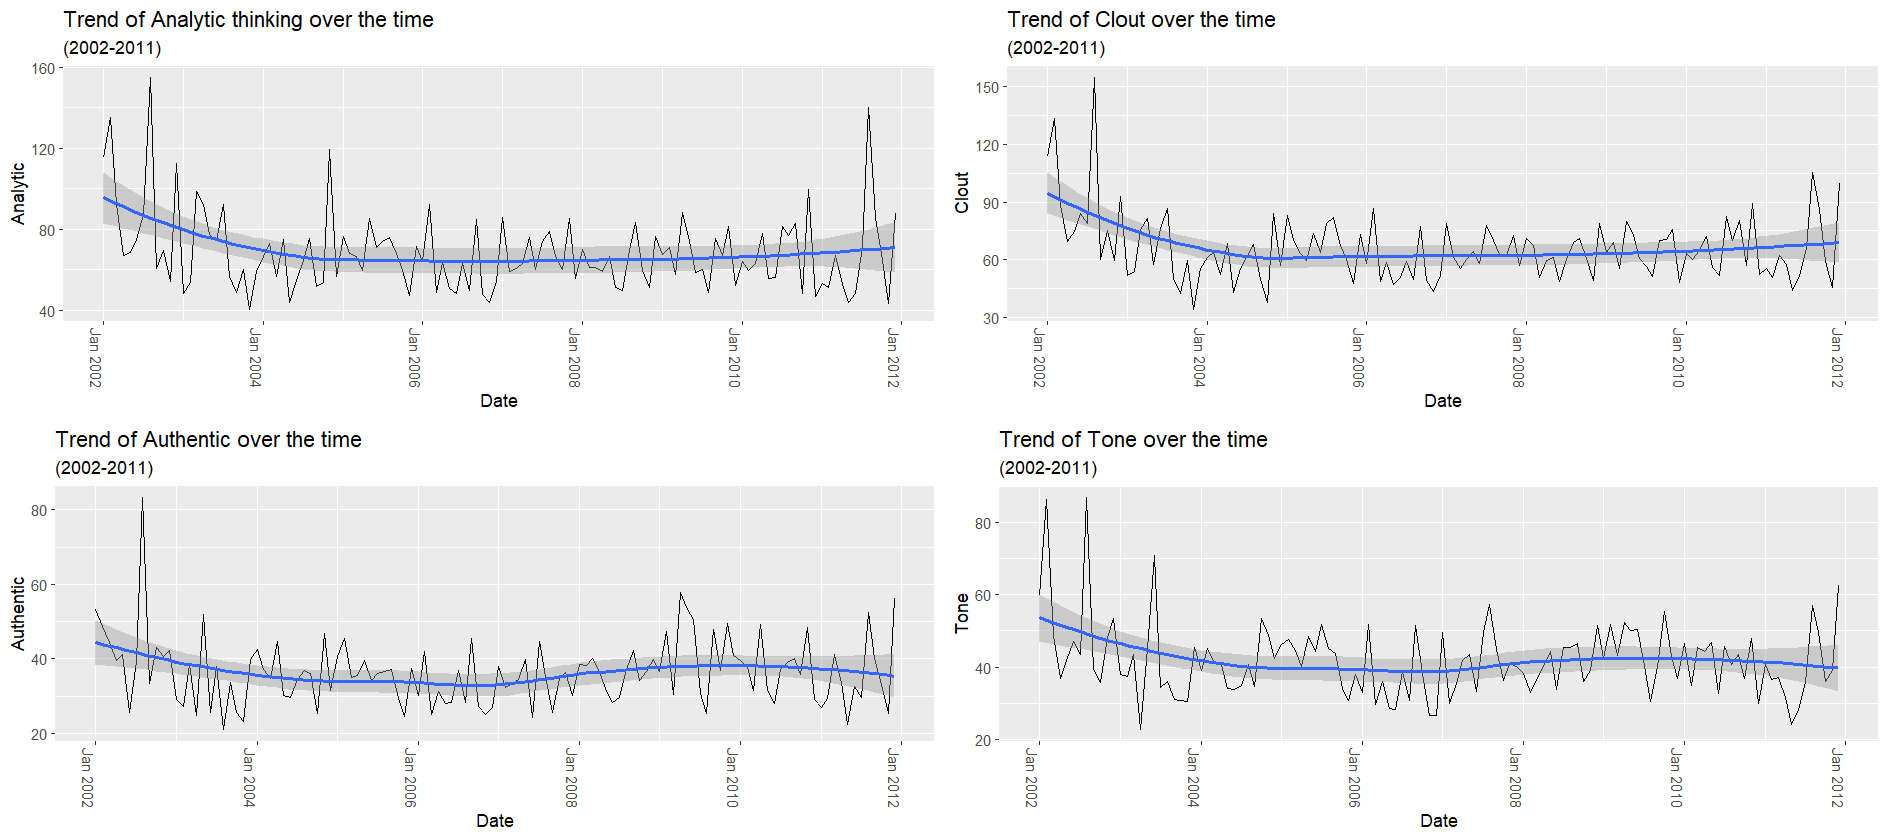 Trend of Analytic thinking over the time
(2002-2011)
160
120
80
40
Analytic
Jan 2002
Jan 2004
Jan 2006
Jan 2008
Jan 2010
Jan 2012
Date
Trend of Clout over the time
(2002-2011)
150
120
90
60
30
Clout
Jan 2002
Jan 2004
Jan 2006
Jan 2008
Jan 2010
Jan 2012
Date
Trend of Authentic over the time
(2002-2011)
80
60
40
20
Authentic
Jan 2002
Jan 2004
Jan 2006
Jan 2008
Jan 2010
Jan 2012
Date
Trend of Tone over the time
(2002-2011)
80
60
40
20
Tone
Jan 2002
Jan 2004
Jan 2006
Jan 2008
Jan 2010
Jan 2012
Date